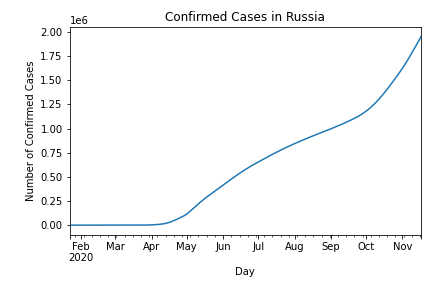 Confirmed Cases in Russia
1e6
2.00
1.75
1.50
1.25
1.00
0.75
0.50
0.25
0.00
Number of Confirmed Cases
Feb Mar Apr May Jun Jul Aug Sep Oct Nov
2020
Day